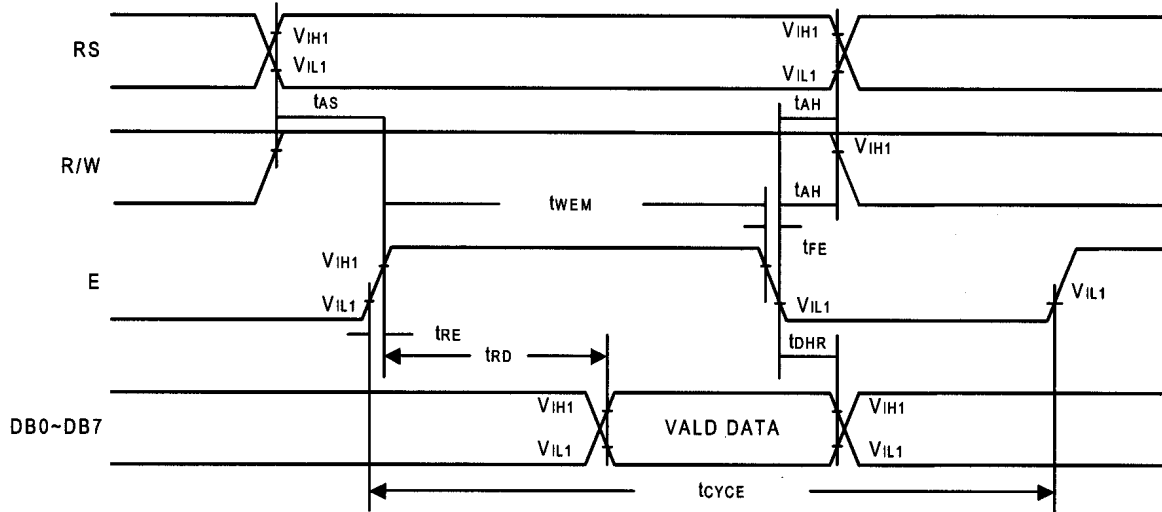 RS
VIH1
VIL1
VIH1
VIL1
tAS
tAH
R/W
VIH1
tWEM
tAH
tFE
E
VIH1
VIL1
VIL1
VIL1
tRE
tRD
tDHR
DB0~DB7
VIH1
VIL1
VALD DATA
VIH1
VIL1
tCYCE